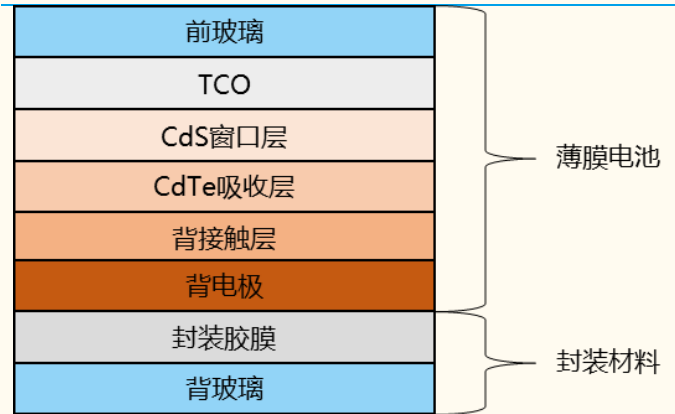 前玻璃
TCO
CdS窗口层
CdTe吸收层
背接触层
背电极
封装胶膜
背玻璃
薄膜电池
封装材料